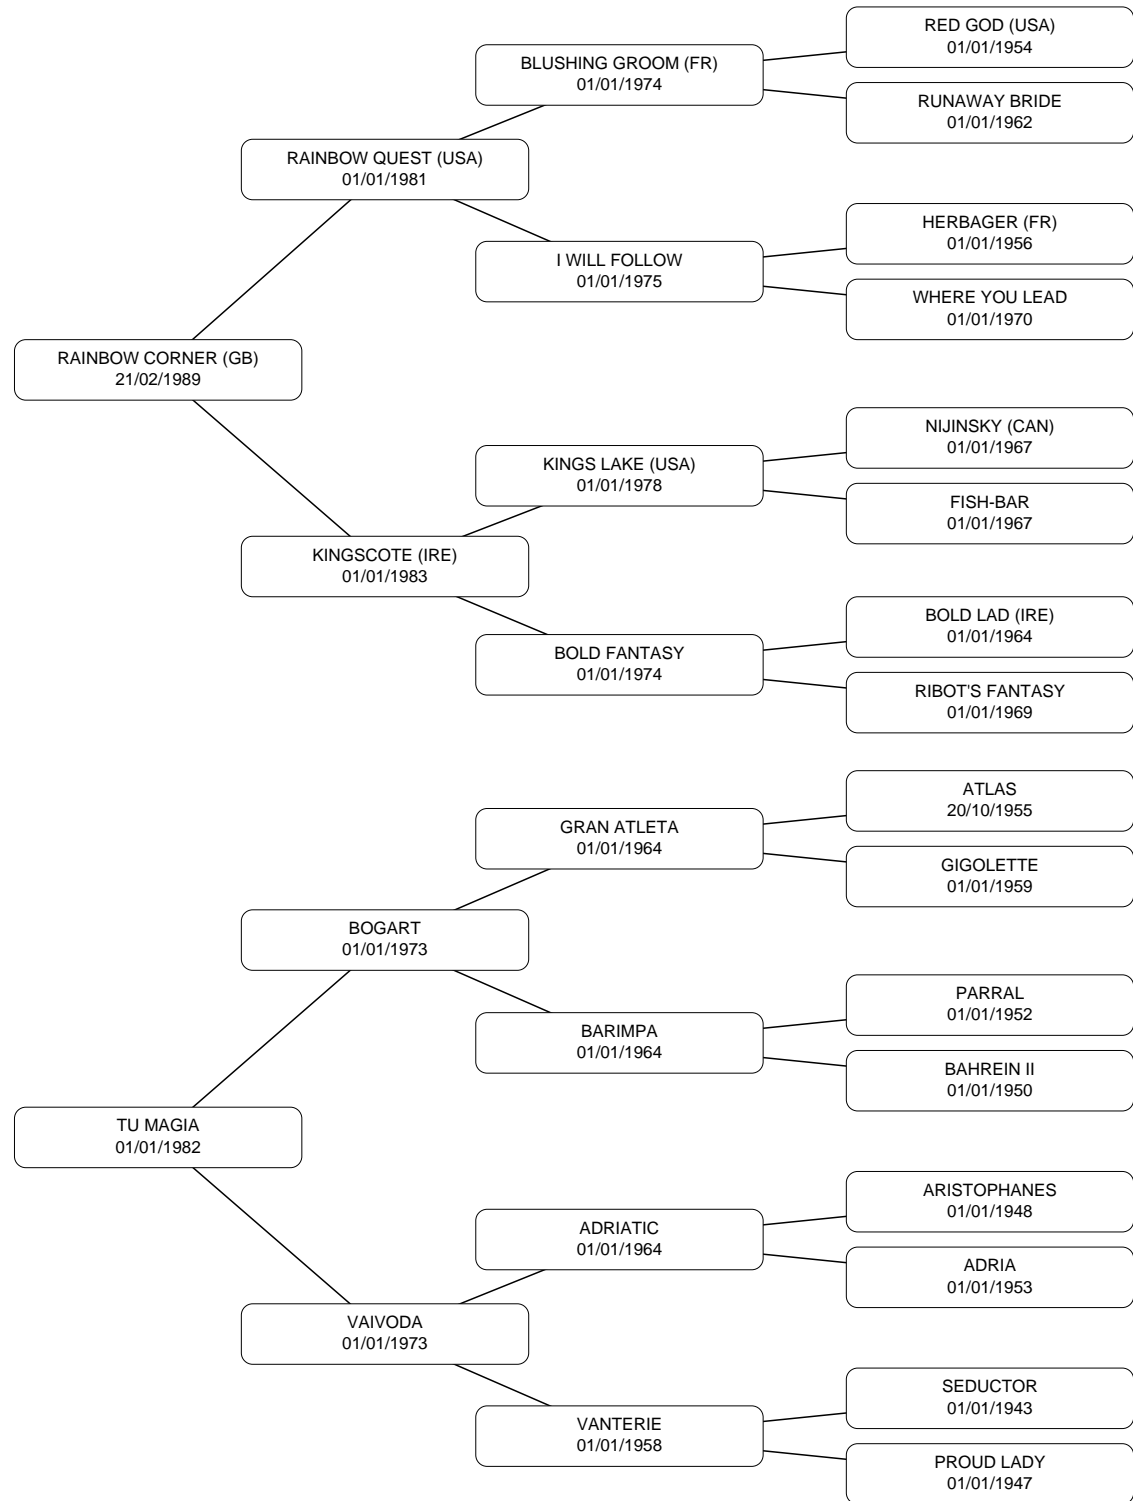 RED GOD (USA)
01/01/1954
BLUSHING GROOM (FR)
01/01/1974
RUNAWAY BRIDE
01/01/1962
RAINBOW QUEST (USA)
01/01/1981
HERBAGER (FR)
01/01/1956
I WILL FOLLOW
01/01/1975
WHERE YOU LEAD
01/01/1970
RAINBOW CORNER (GB)
21/02/1989
NIJINSKY (CAN)
01/01/1967
KINGS LAKE (USA)
01/01/1978
FISH-BAR
01/01/1967
KINGSCOTE (IRE)
01/01/1983
BOLD LAD (IRE)
01/01/1964
BOLD FANTASY
01/01/1974
RIBOT'S FANTASY
01/01/1969
ATLAS
20/10/1955
GRAN ATLETA
01/01/1964
GIGOLETTE
01/01/1959
BOGART
01/01/1973
PARRAL
01/01/1952
BARIMPA
01/01/1964
BAHREIN II
01/01/1950
TU MAGIA
01/01/1982
ARISTOPHANES
01/01/1948
ADRIATIC
01/01/1964
ADRIA
01/01/1953
VAIVODA
01/01/1973
SEDUCTOR
01/01/1943
VANTERIE
01/01/1958
PROUD LADY
01/01/1947